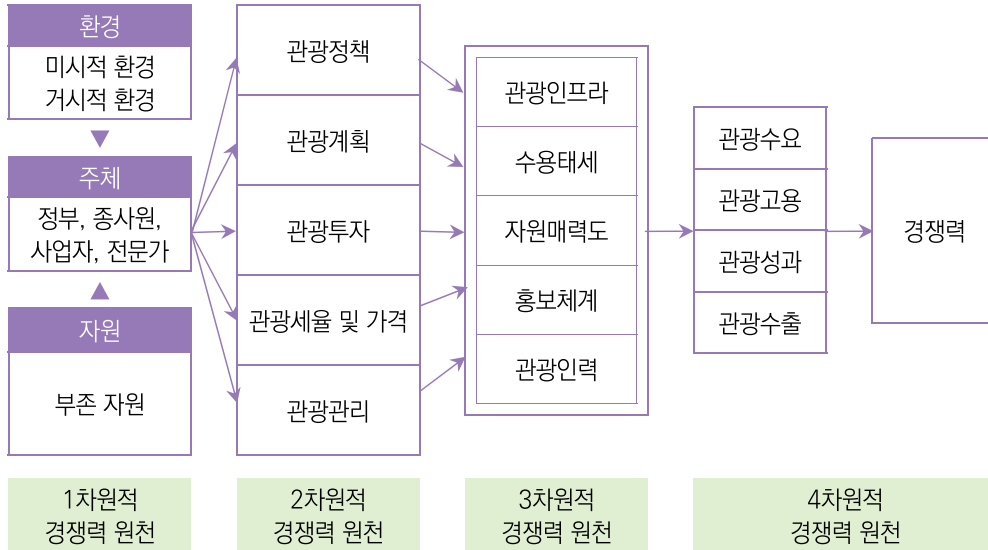 환경
미시적 환경
거시적 환경
주체
정부, 종사원,
사업자, 전문가
자원
부존 자원
관광정책
관광계획
관광투자
관광세율 및 가격
관광관리
관광인프라
수용태세
자원매력도
홍보체계
관광인력
관광수요
관광고용
관광성과
관광수출
경쟁력
1차원적
경쟁력 원천
2차원적
경쟁력 원천
3차원적
경쟁력 원천
4차원적
경쟁력 원천